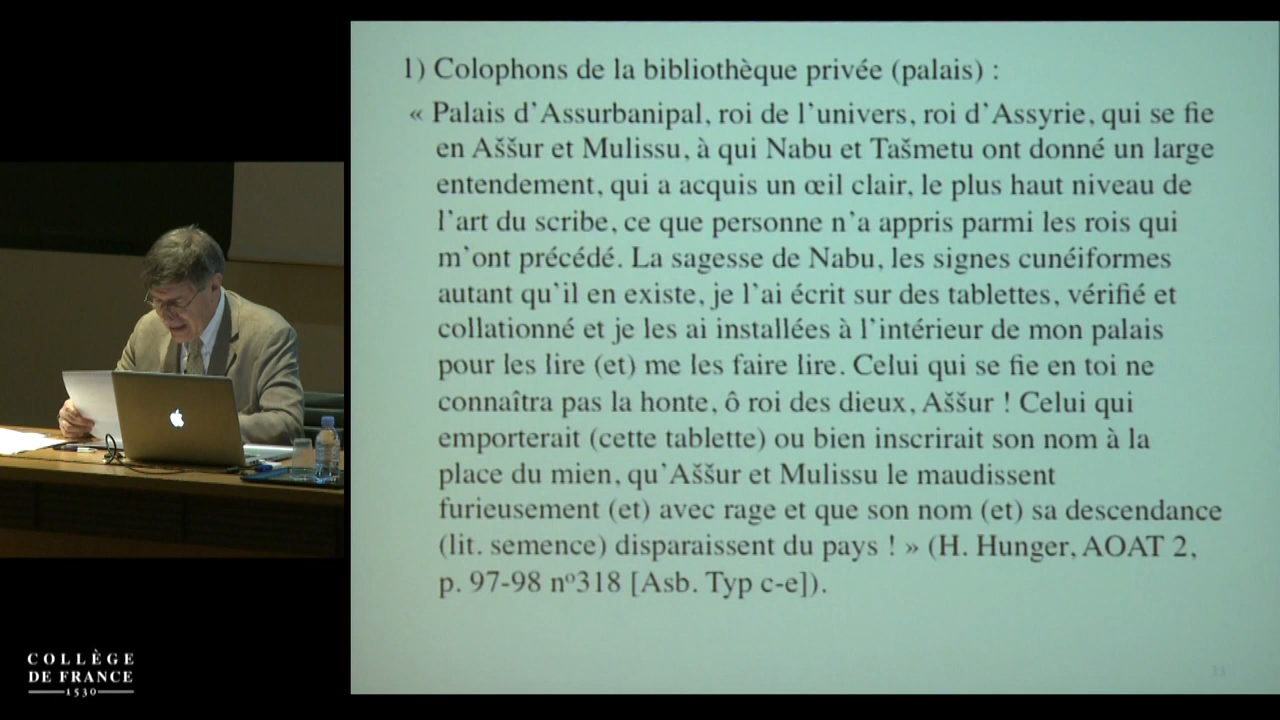 1) Colophons de la bibliothèque privée (palais) :
« Palais d’Assurbanipal, roi de l’univers, roi d’Assyrie, qui se fie
en Aššur et Mulissu, à qui Nabu et Tašmetu ont donné un large
entendement, qui a acquis un œil clair, le plus haut niveau de
l’art du scribe, ce que personne n’a appris parmi les rois qui
m’ont précédé. La sagesse de Nabu, les signes cunéiformes
autant qu’il en existe, je l’ai écrit sur des tablettes, vérifié et
collationné et je les ai installées à l’intérieur de mon palais
pour les lire (et) me les faire lire. Celui qui se fie en toi ne
connaîtra pas la honte, ô roi des dieux, Aššur ! Celui qui
emporterait (cette tablette) ou bien inscrirait son nom à la
place du mien, qu’Aššur et Mulissu le maudissent
furieusement (et) avec rage et que son nom (et) sa descendance
(lit. semence) disparaissent du pays ! » (H. Hunger, AOAT 2,
p. 97-98 nº318 [Asb. Typ c-e]).
33
COLLÈGE
DE FRANCE
1530